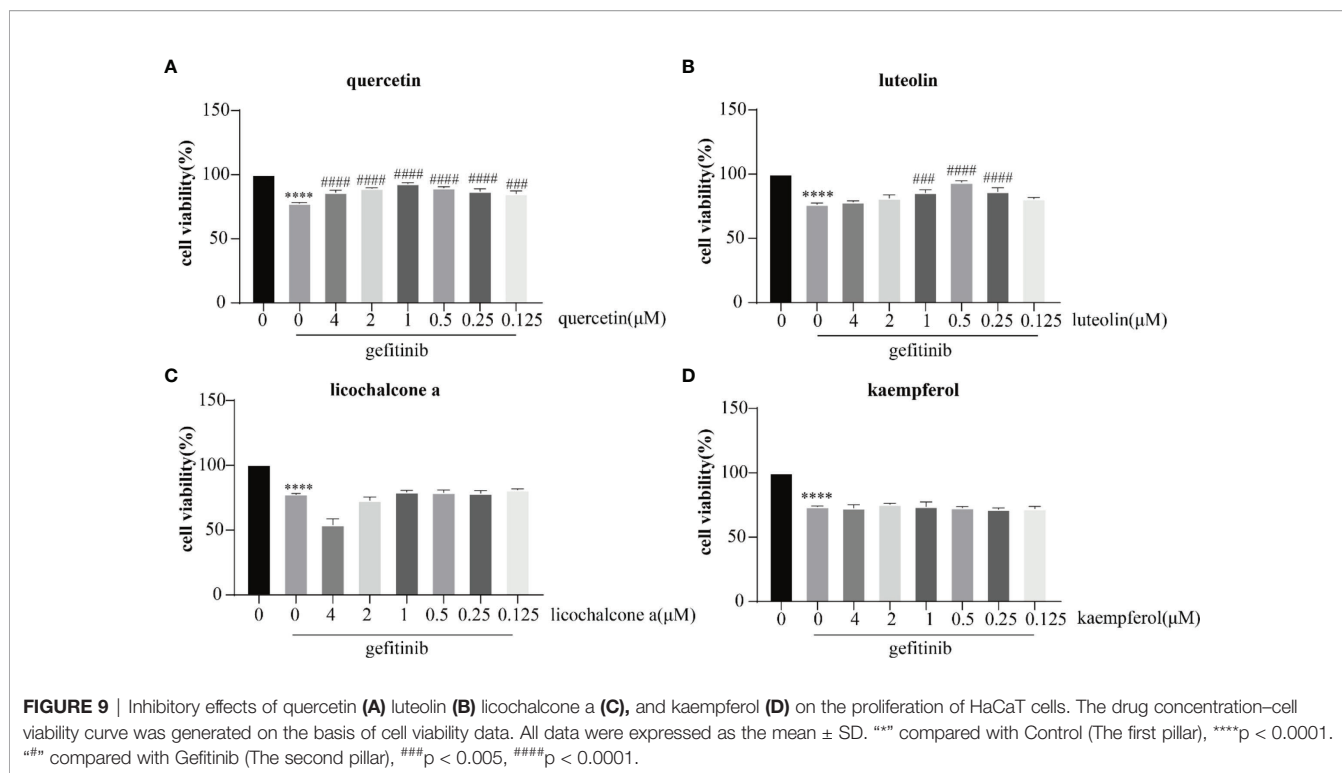 A
quercetin
cell viability(%)
150
100
50
0
**** #### #### #### #### #### ###
0 0 4 2 1 0.5 0.25 0.125 quercetin(μM)
gefitinib
B
luteolin
cell viability(%)
150
100
50
0
**** ### #### ####
0 0 4 2 1 0.5 0.25 0.125 luteolin(μM)
gefitinib
C
licochalcone a
cell viability(%)
150
100
50
0
****
0 0 4 2 1 0.5 0.25 0.125 licochalcone a(μM)
gefitinib
D
kaempferol
cell viability(%)
150
100
50
0
****
0 0 4 2 1 0.5 0.25 0.125 kaempferol(μM)
gefitinib
FIGURE 9 | Inhibitory effects of quercetin (A) luteolin (B) licochalcone a (C), and kaempferol (D) on the proliferation of HaCaT cells. The drug concentration–cell
viability curve was generated on the basis of cell viability data. All data were expressed as the mean ± SD. “*” compared with Control (The first pillar), ****p < 0.0001.
“#” compared with Gefitinib (The second pillar), ###p < 0.005, ####p < 0.0001.